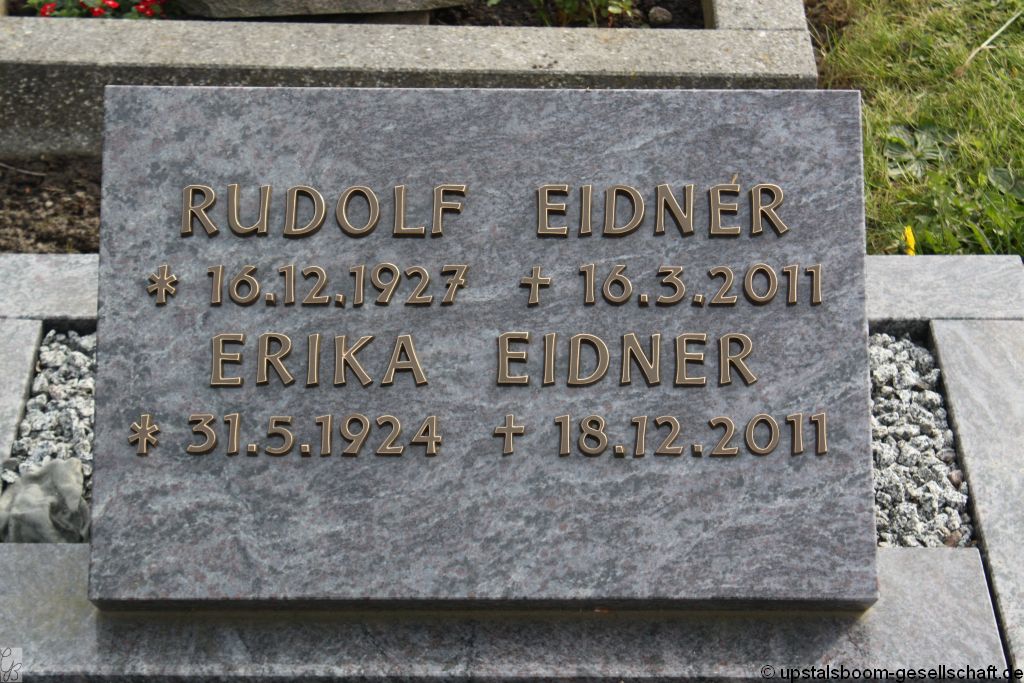 RUDOLF EIDNER
* 16.12.1927 † 16.3.2011
ERIKA EIDNER
* 31.5.1924 † 18.12.2011
© upstalsboom-gesellschaft.de